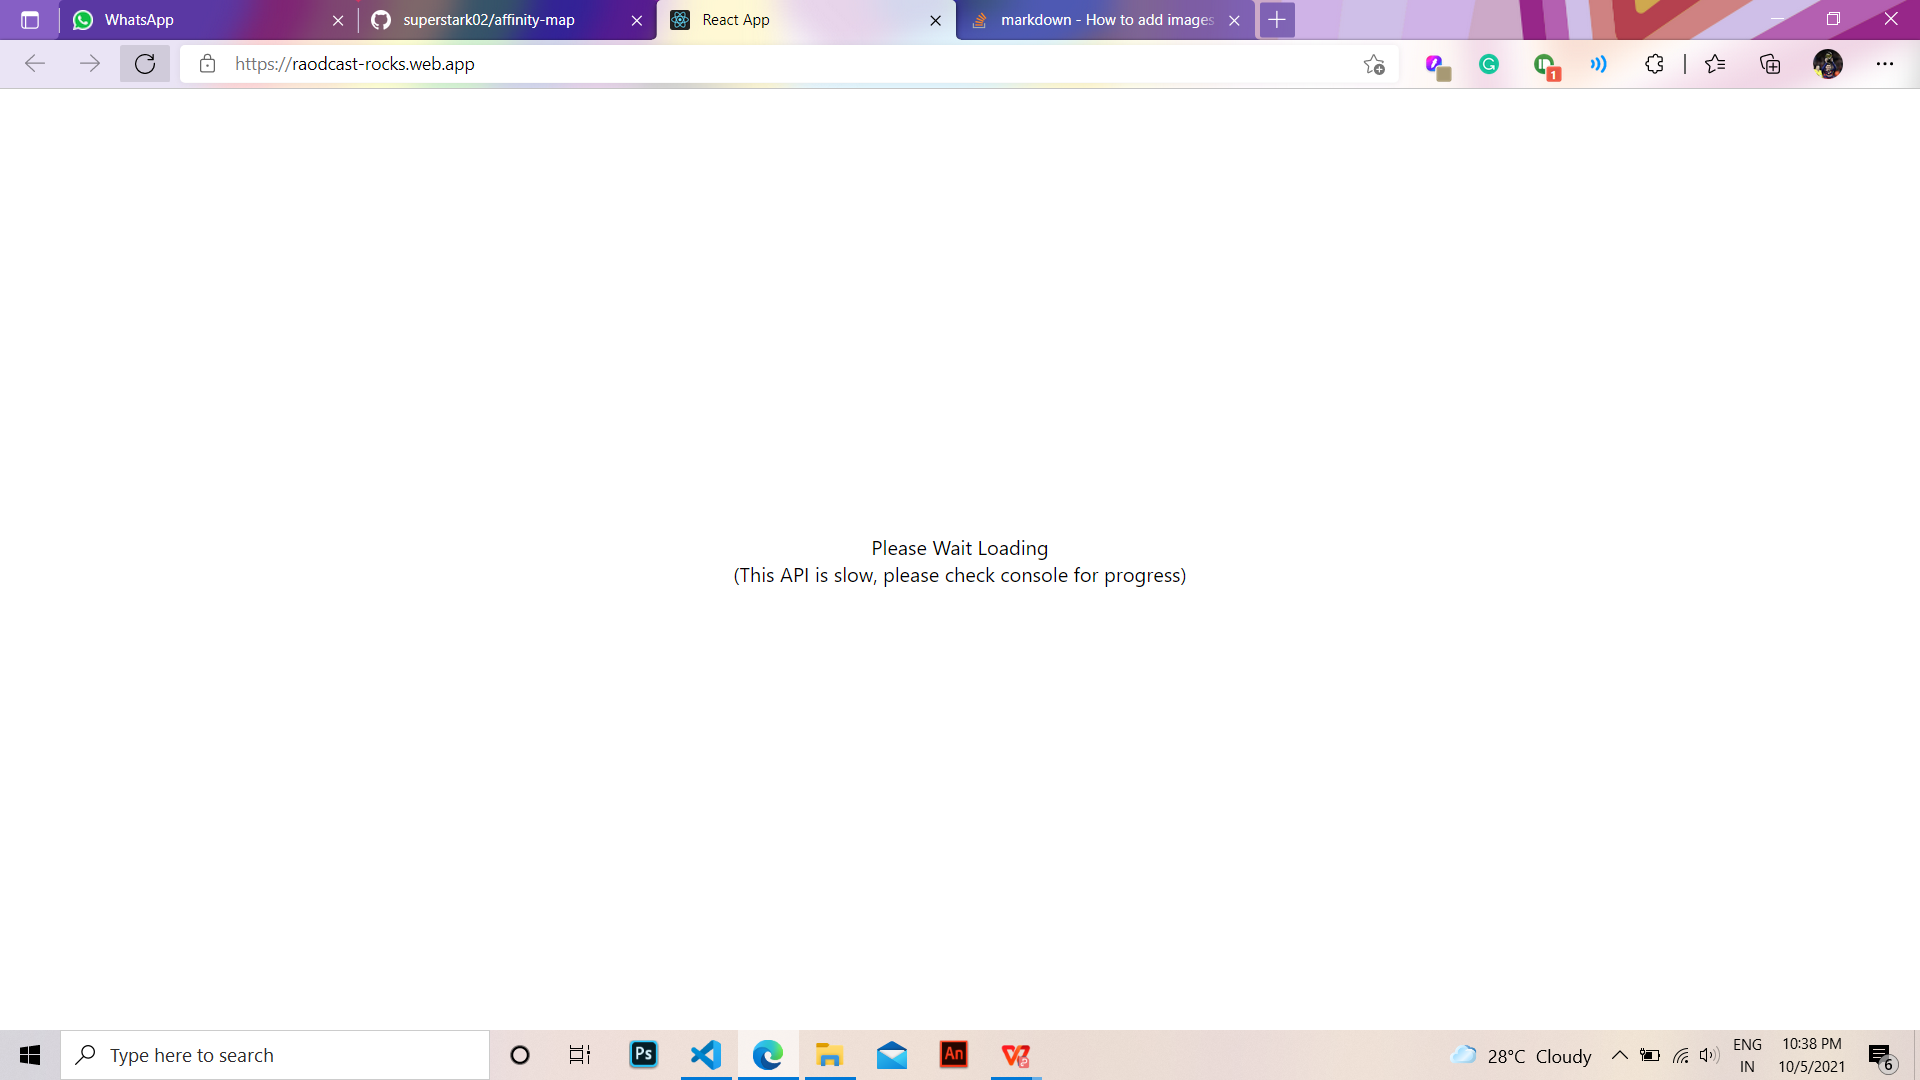 WhatsApp
superstark02/affinity-map
React App
markdown - How to add images
https://raodcast-rocks.web.app
1
Please Wait Loading
(This API is slow, please check console for progress)
Type here to search
Ps
An
28°C Cloudy
ENG
IN
10:38 PM
10/5/2021
6